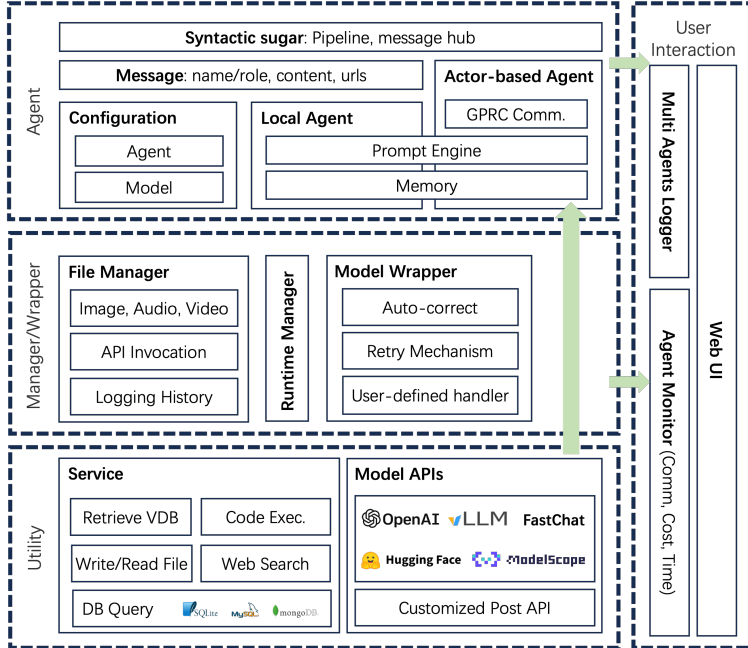 Syntactic sugar: Pipeline, message hub
Message: name/role, content, urls
Actor-based Agent
GPRC Comm.
Agent
Configuration
Agent
Model
Local Agent
Prompt Engine
Memory
Manager/Wrapper
File Manager
Image, Audio, Video
API Invocation
Logging History
Runtime Manager
Model Wrapper
Auto-correct
Retry Mechanism
User-defined handler
Utility
Service
Retrieve VDB
Code Exec.
Write/Read File
Web Search
DB Query
SQLite
MySQL
mongoDB
Model APIs
OpenAI
vLLM
FastChat
Hugging Face
ModelScope
Customized Post API
User
Interaction
Multi Agents Logger
Agent Monitor (Comm, Cost, Time)
Web UI